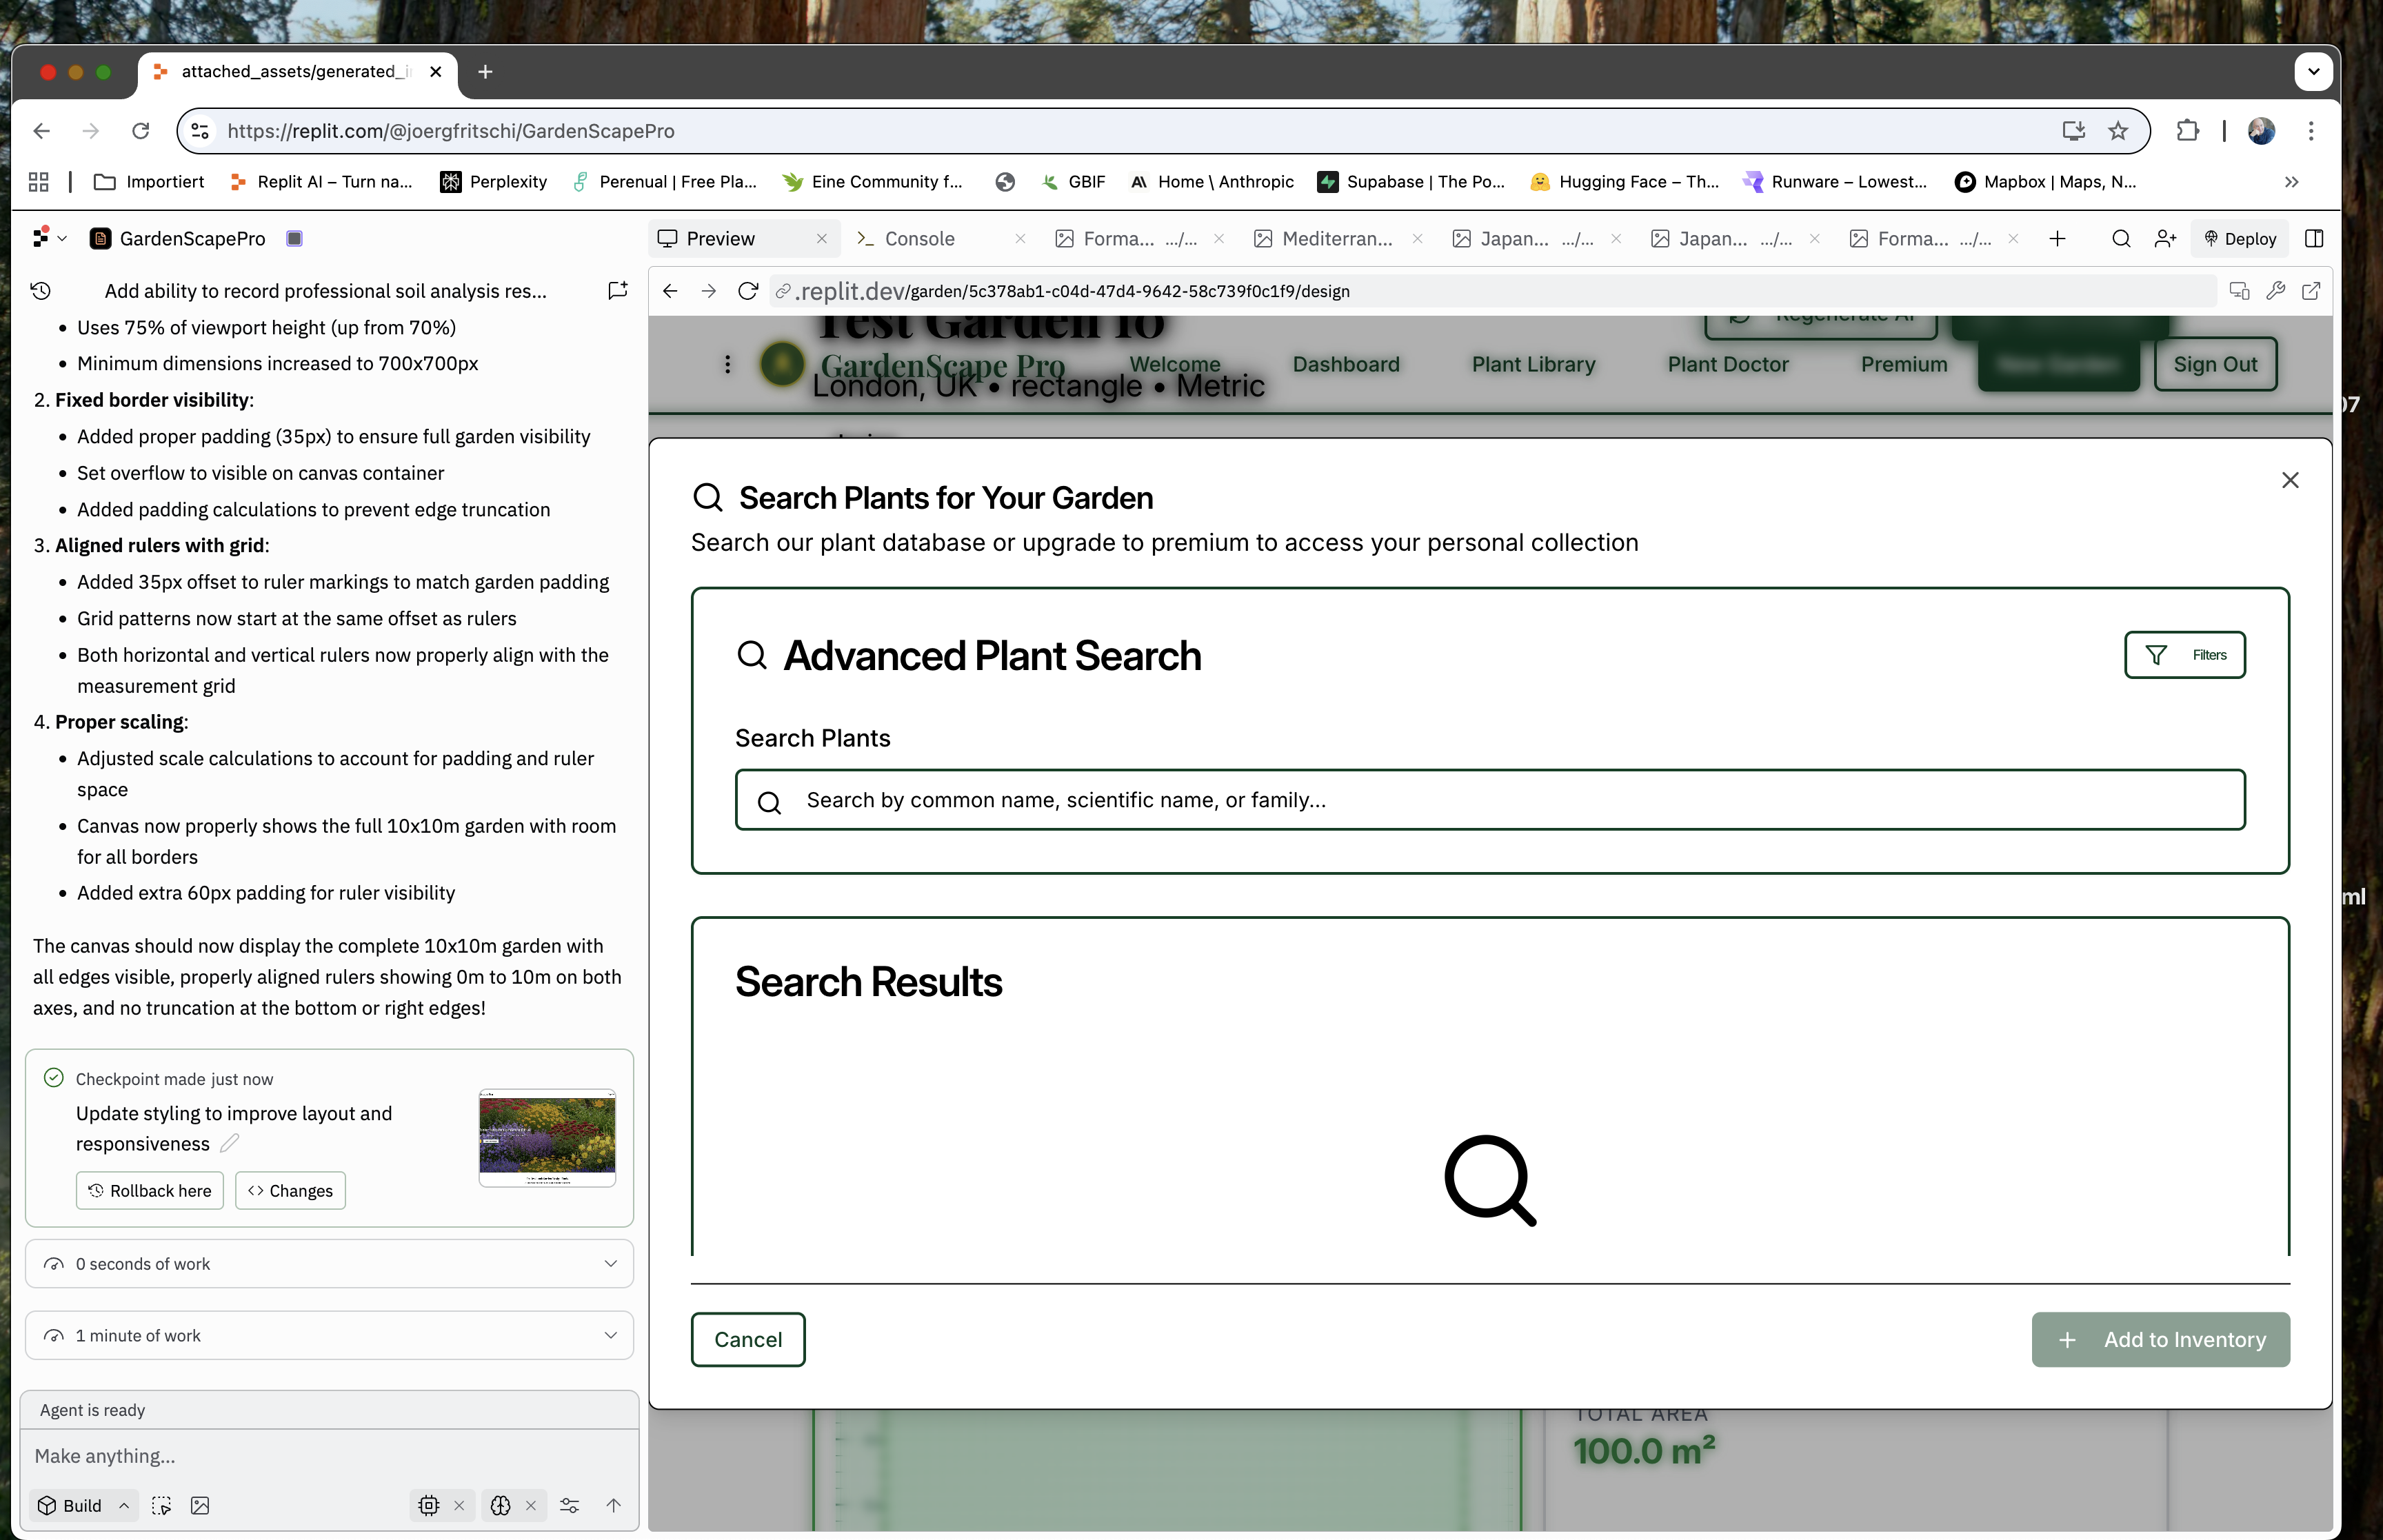 attached_assets/generated_i
https://replit.com/@joergfritschi/GardenScapePro
Importiert
Replit AI – Turn na...
Perplexity
Perenual | Free Pla...
Eine Community f...
GBIF
Home \ Anthropic
Supabase | The Po...
Hugging Face – Th...
Runware – Lowest...
Mapbox | Maps, N...
GardenScapePro
Preview
Console
Forma... .../...
Mediterran...
Japan... .../...
Japan... .../...
Forma... .../...
Deploy
Add ability to record professional soil analysis res...
• Uses 75% of viewport height (up from 70%)
• Minimum dimensions increased to 700x700px
2. Fixed border visibility:
• Added proper padding (35px) to ensure full garden visibility
• Set overflow to visible on canvas container
• Added padding calculations to prevent edge truncation
3. Aligned rulers with grid:
• Added 35px offset to ruler markings to match garden padding
• Grid patterns now start at the same offset as rulers
• Both horizontal and vertical rulers now properly align with the
measurement grid
4. Proper scaling:
• Adjusted scale calculations to account for padding and ruler
space
• Canvas now properly shows the full 10x10m garden with room
for all borders
• Added extra 60px padding for ruler visibility
The canvas should now display the complete 10x10m garden with
all edges visible, properly aligned rulers showing 0m to 10m on both
axes, and no truncation at the bottom or right edges!
Checkpoint made just now
Update styling to improve layout and
responsiveness
Rollback here
Changes
0 seconds of work
1 minute of work
Agent is ready
Make anything...
Build
.replit.dev/garden/5c378ab1-c04d-47d4-9642-58c739f0c1f9/design
Test Garden 10
Regenerate AI
GardenScape Pro
Welcome
Dashboard
Plant Library
Plant Doctor
Premium
New Garden
Sign Out
London, UK • rectangle • Metric
Search Plants for Your Garden
Search our plant database or upgrade to premium to access your personal collection
Advanced Plant Search
Filters
Search Plants
Search by common name, scientific name, or family...
Search Results
Cancel
+ Add to Inventory
TOTAL AREA
100.0 m²
07
ml